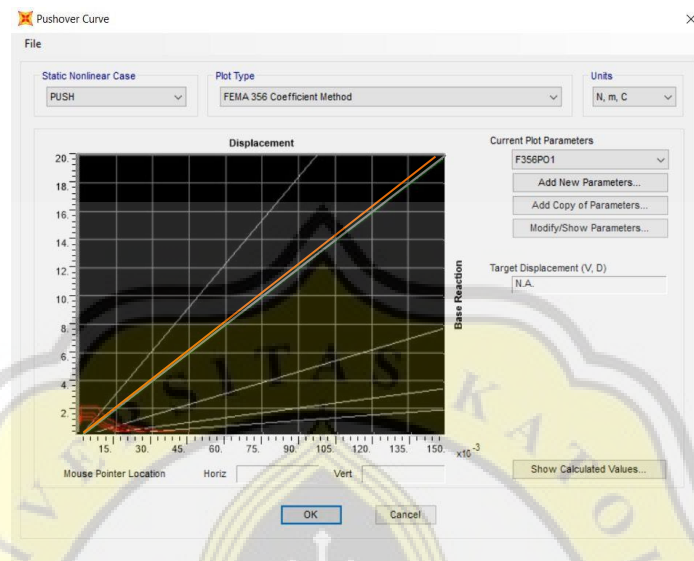 Pushover Curve
File
Static Nonlinear Case
PUSH
Plot Type
FEMA 356 Coefficient Method
Units
N, m, C
Displacement
20.
18.
16.
14.
12.
10.
8.
6.
4.
2.
15. 30. 45. 60. 75. 90. 105. 120. 135. 150. x10 -3
Base Reaction
Current Plot Parameters
F356PO1
Add New Parameters...
Add Copy of Parameters...
Modify/Show Parameters...
Target Displacement (V, D)
N.A.
Mouse Pointer Location Horiz Vert
Show Calculated Values...
OK Cancel